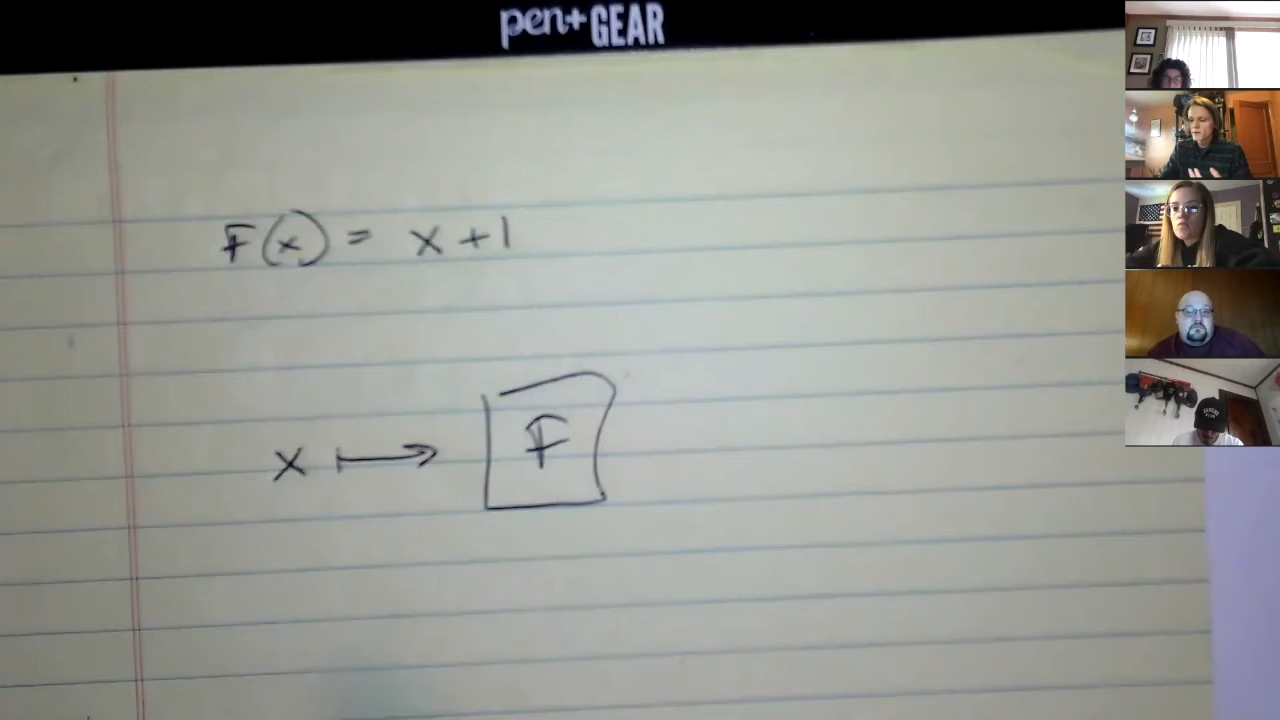 pen+GEAR
F(x) = x+1
x ↦ F